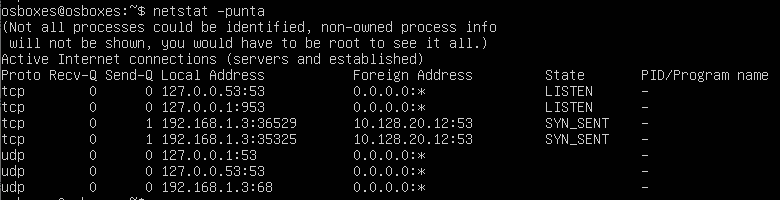 osboxes@osboxes:~$ netstat -punta
(Not all processes could be identified, non-owned process info
 will not be shown, you would have to be root to see it all.)
Active Internet connections (servers and established)
Proto Recv-Q Send-Q Local Address           Foreign Address         State       PID/Program name
tcp        0      0 127.0.0.53:53           0.0.0.0:*               LISTEN      -
tcp        0      0 127.0.0.1:953           0.0.0.0:*               LISTEN      -
tcp        0      1 192.168.1.3:36529       10.128.20.12:53         SYN_SENT    -
tcp        0      1 192.168.1.3:35325       10.128.20.12:53         SYN_SENT    -
udp        0      0 127.0.0.1:53            0.0.0.0:*                           -
udp        0      0 127.0.0.53:53           0.0.0.0:*                           -
udp        0      0 192.168.1.3:68          0.0.0.0:*                           -